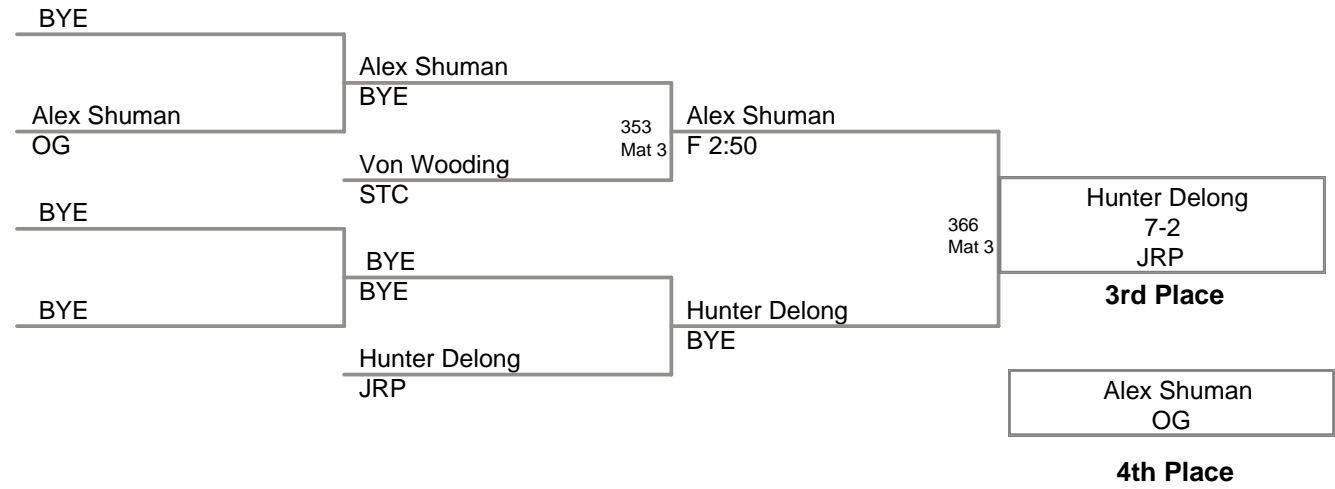 BYE
Alex Shuman
BYE
Alex Shuman
OG
353
Mat 3
Alex Shuman
F 2:50
Von Wooding
STC
BYE
366
Mat 3
Hunter Delong
7-2
JRP
3rd Place
BYE
BYE
BYE
Hunter Delong
BYE
Hunter Delong
JRP
Alex Shuman
OG
4th Place